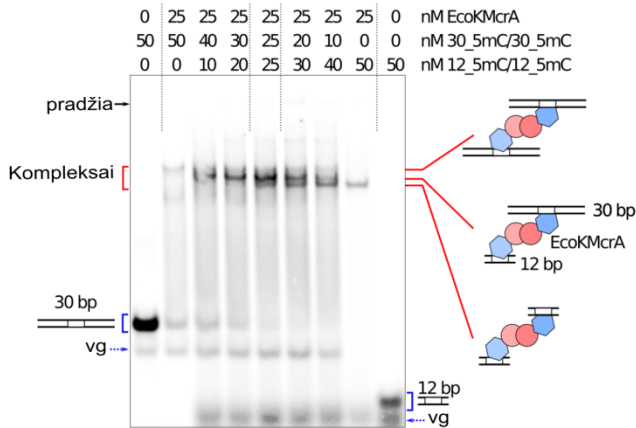 0 25 25 25 25 25 25 25 0 nM EcoKMcrA
50 50 40 30 25 20 10 0 0 nM 30_5mC/30_5mC
0 0 10 20 25 30 40 50 50 nM 12_5mC/12_5mC
pradžia
Kompleksai
30 bp
EcoKMcrA
12 bp
30 bp
vg
12 bp
vg